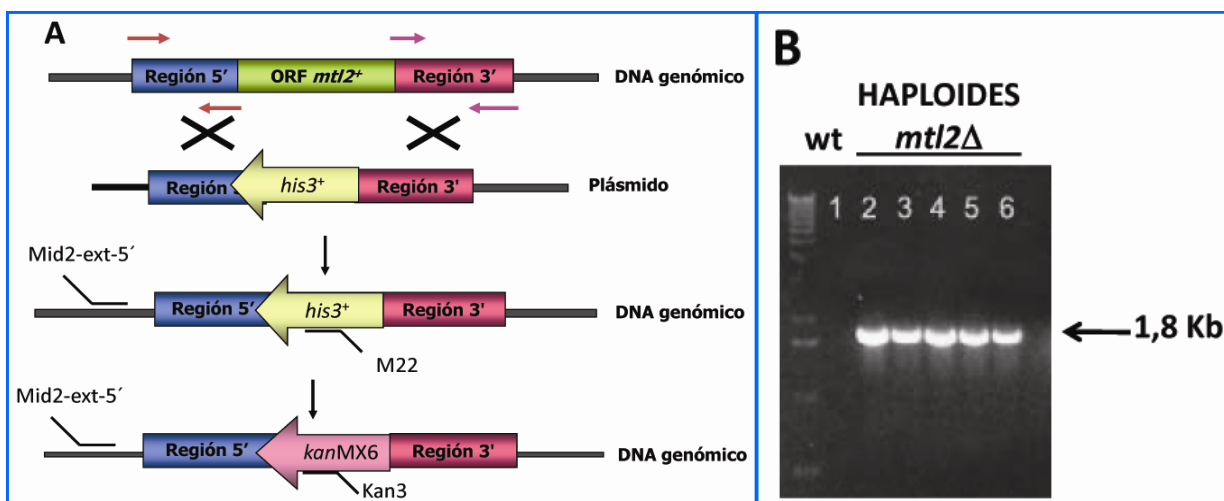 A
Región 5’
ORF mtl2+
Región 3’
DNA genómico
Región 5
his3+
Región 3'
Plásmido
Mid2-ext-5´
Región 5’
his3+
Región 3'
DNA genómico
M22
Mid2-ext-5´
Región 5’
kanMX6
Región 3'
DNA genómico
Kan3
B
HAPLOIDES
wt mtl2Δ
1 2 3 4 5 6
1,8 Kb